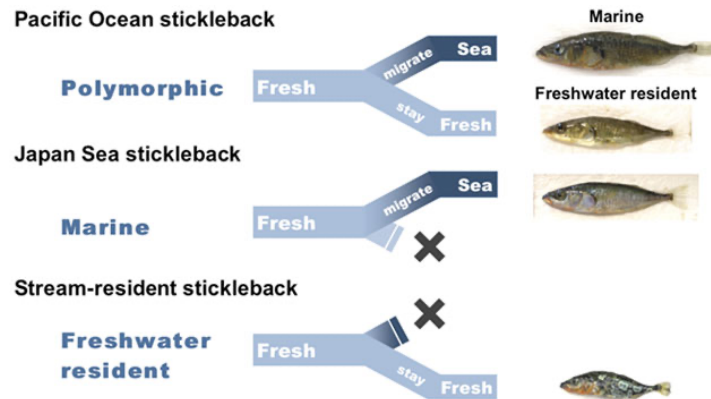 Pacific Ocean stickleback
Marine
Polymorphic
Fresh
migrate
Sea
stay
Fresh
Freshwater resident
Japan Sea stickleback
Marine
Fresh
migrate
Sea
Stream-resident stickleback
Freshwater
resident
Fresh
stay
Fresh